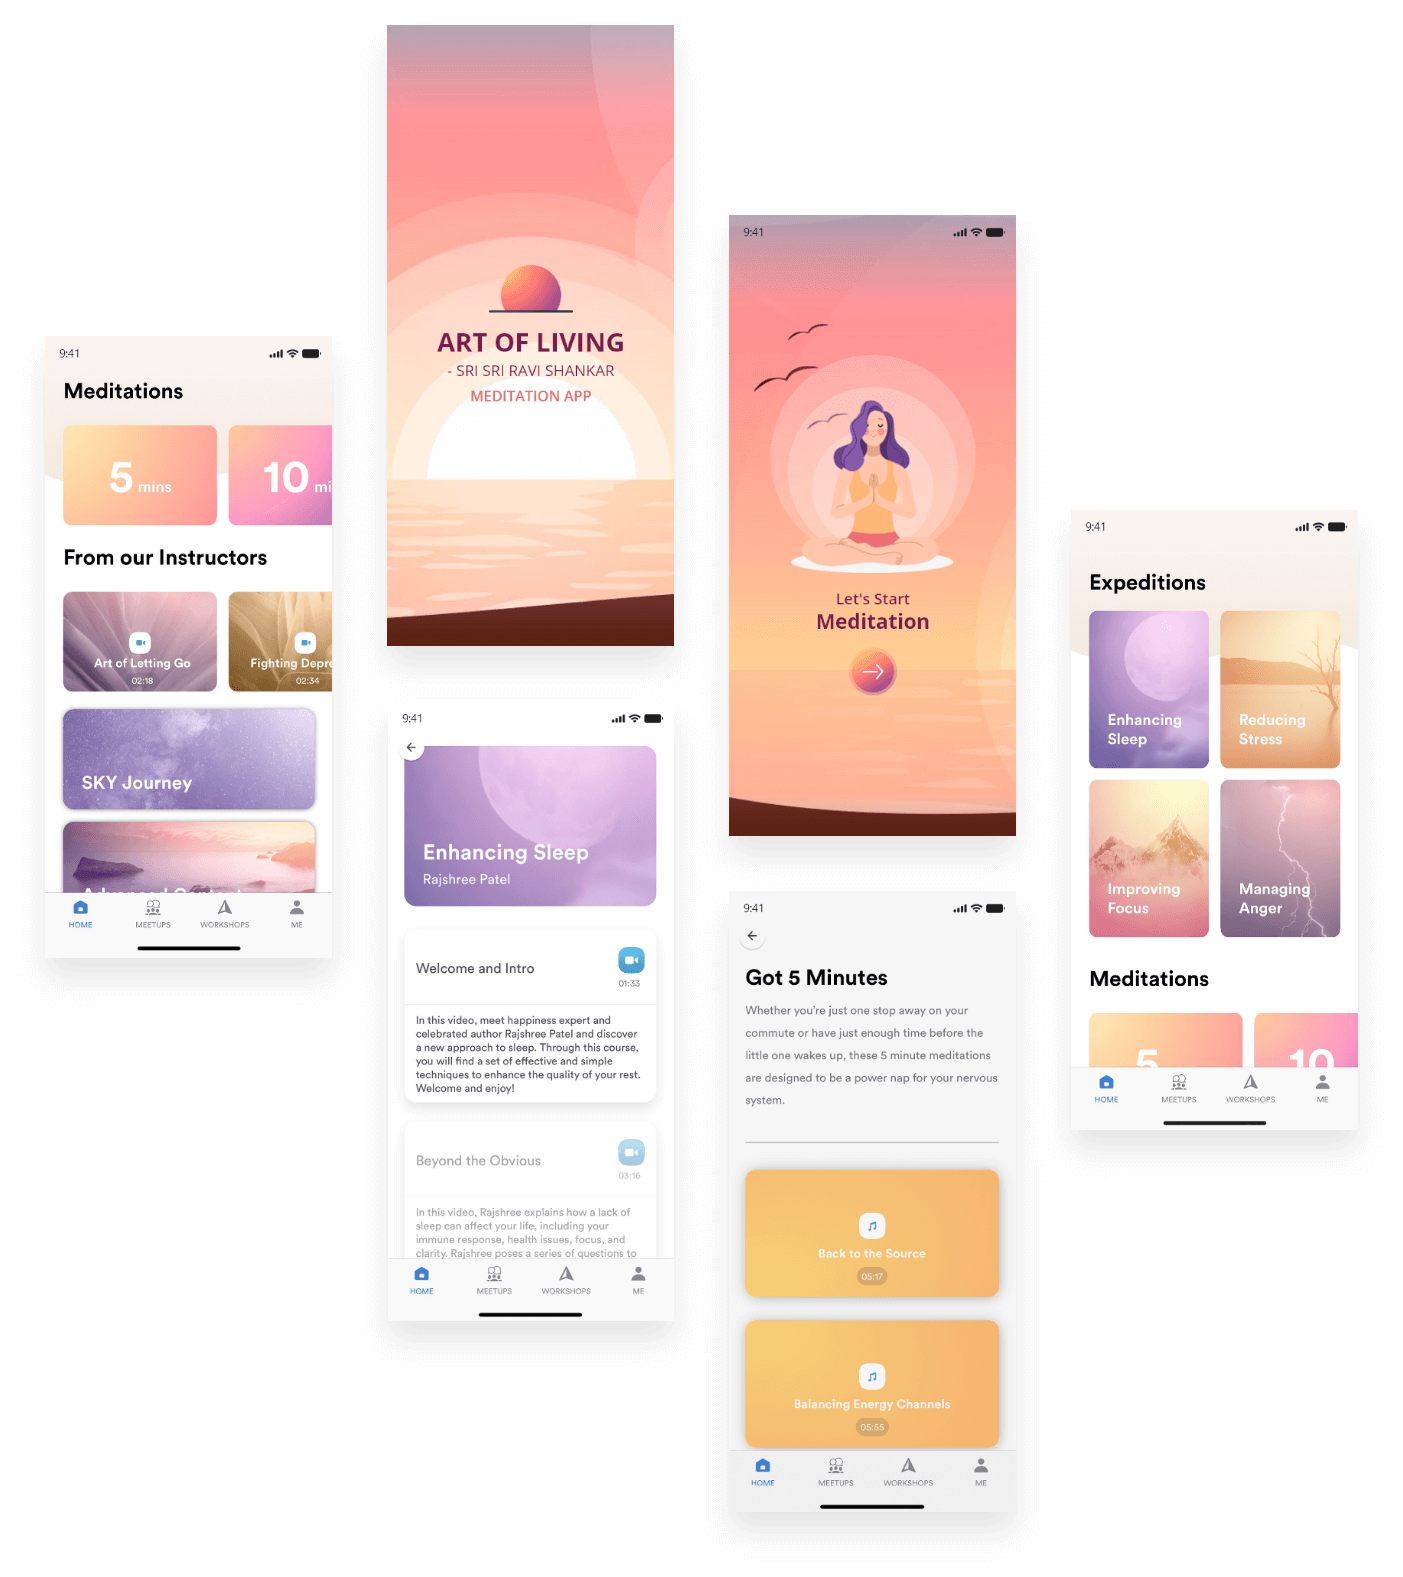 ART OF LIVING
- SRI SRI RAVI SHANKAR
MEDITATION APP
9:41
Let's Start
Meditation
9:41
Meditations
5 mins
10
From our Instructors
Art of Letting Go
02:18
Fighting
02:34
SKY Journey
Advanced
HOME
MEETUPS
WORKSHOPS
ME
9:41
Expeditions
Enhancing
Sleep
Reducing
Stress
Improving
Focus
Managing
Anger
Meditations
5
10
HOME
MEETUPS
WORKSHOPS
ME
9:41
Enhancing Sleep
Rajshree Patel
Welcome and Intro
01:33
In this video, meet happiness expert and
celebrated author Rajshree Patel and discover
a new approach to sleep. Through this course,
you will find a set of effective and simple
techniques to enhance the quality of your rest.
Welcome and enjoy!
Beyond the Obvious
03:16
In this video, Rajshree explains how a lack of
sleep can affect your life, including your
immune response, health issues, focus, and
clarity. Rajshree poses a series of questions to
HOME
MEETUPS
WORKSHOPS
ME
9:41
Got 5 Minutes
Whether you're just one stop away on your
commute or have just enough time before the
little one wakes up, these 5 minute meditations
are designed to be a power nap for your nervous
system.
Back to the Source
05:17
Balancing Energy Channels
05:55
HOME
MEETUPS
WORKSHOPS
ME